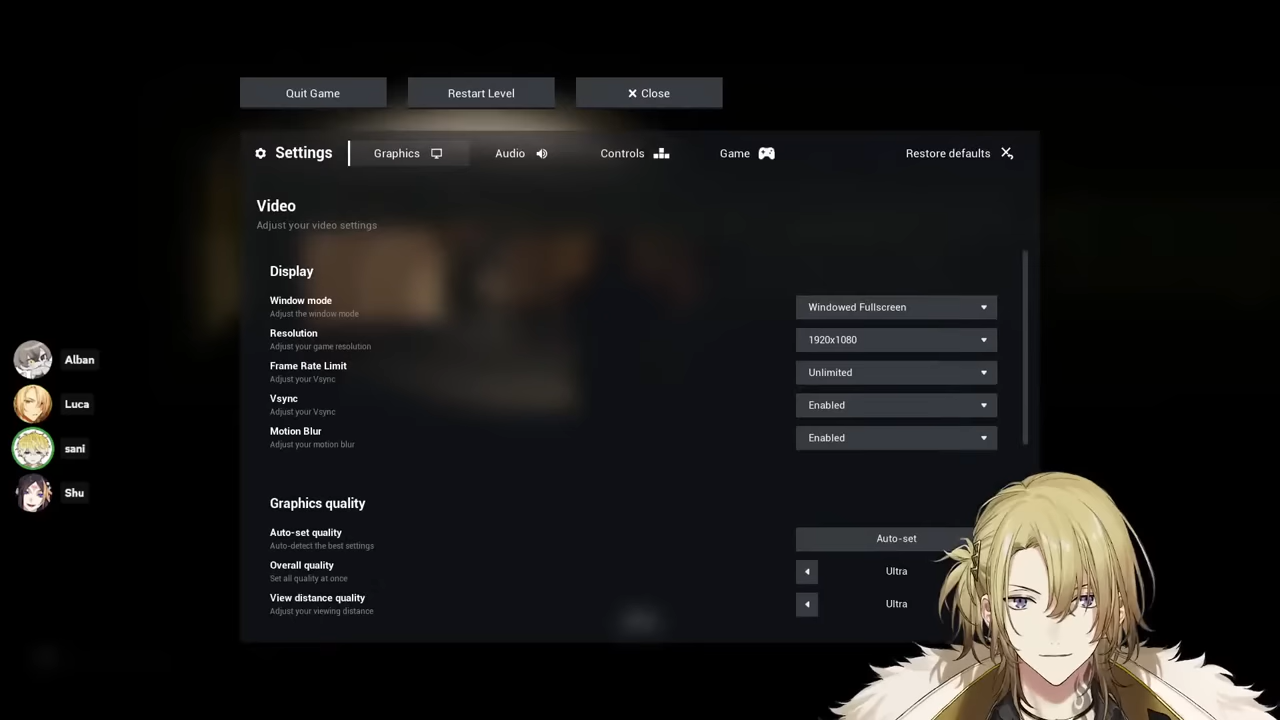 Quit Game
Restart Level
Close
Settings
Graphics
Audio
Controls
Game
Restore defaults
Video
Adjust your video settings
Display
Window mode
Windowed Fullscreen
Adjust the window mode
Resolution
1920x1080
Adjust your game resolution
Frame Rate Limit
Unlimited
Adjust your Vsync
Vsync
Enabled
Adjust your Vsync
Motion Blur
Enabled
Adjust your motion blur
Graphics quality
Auto-set quality
Auto-set
Auto-detect the best settings
Overall quality
Ultra
Set all quality at once
View distance quality
Ultra
Adjust your viewing distance
Alban
Luca
sani
Shu